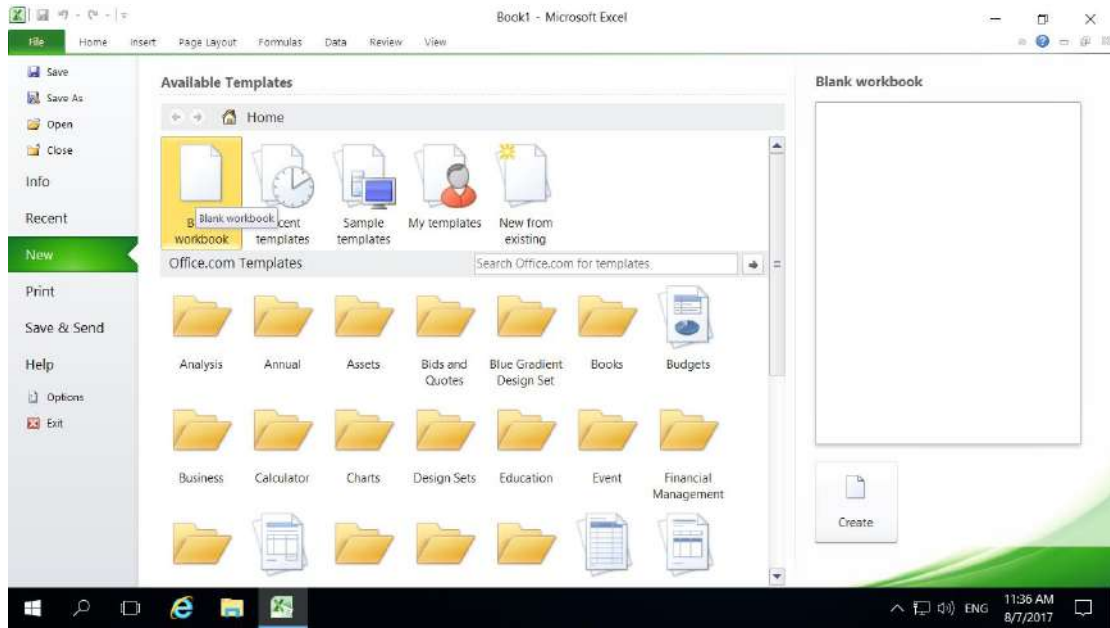 Book1 - Microsoft Excel
File Home Insert Page Layout Formulas Data Review View
Save
Save As
Open
Close
Info
Recent
New
Print
Save & Send
Help
Options
Exit
Available Templates
Home
Blank workbook
workbook
templates
Sample
templates
My templates
New from
existing
Office.com Templates
Search Office.com for templates
Analysis
Annual
Assets
Bids and
Quotes
Blue Gradient
Design Set
Books
Budgets
Business
Calculator
Charts
Design Sets
Education
Event
Financial
Management
Blank workbook
Create
ENG
11:36 AM
8/7/2017